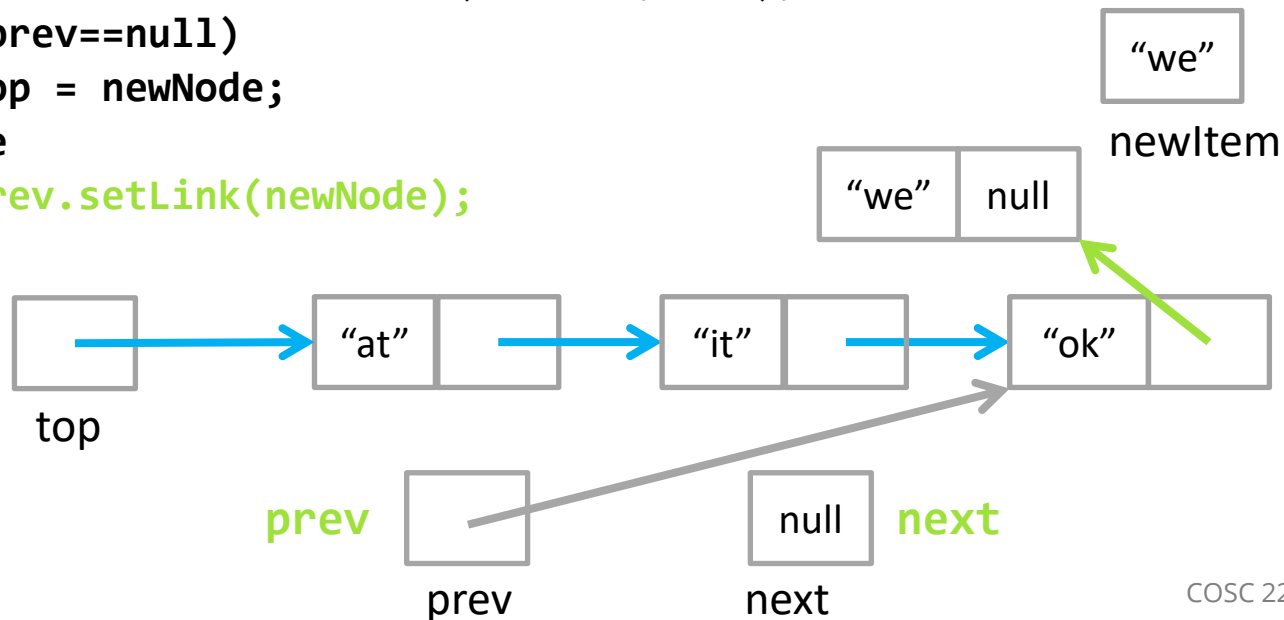 prev==null)
op = newNode;
e
rev.setLink(newNode);
“we”
newItem
“we” null
“at” “it” “ok”
top
prev null next
prev next
COSC 22